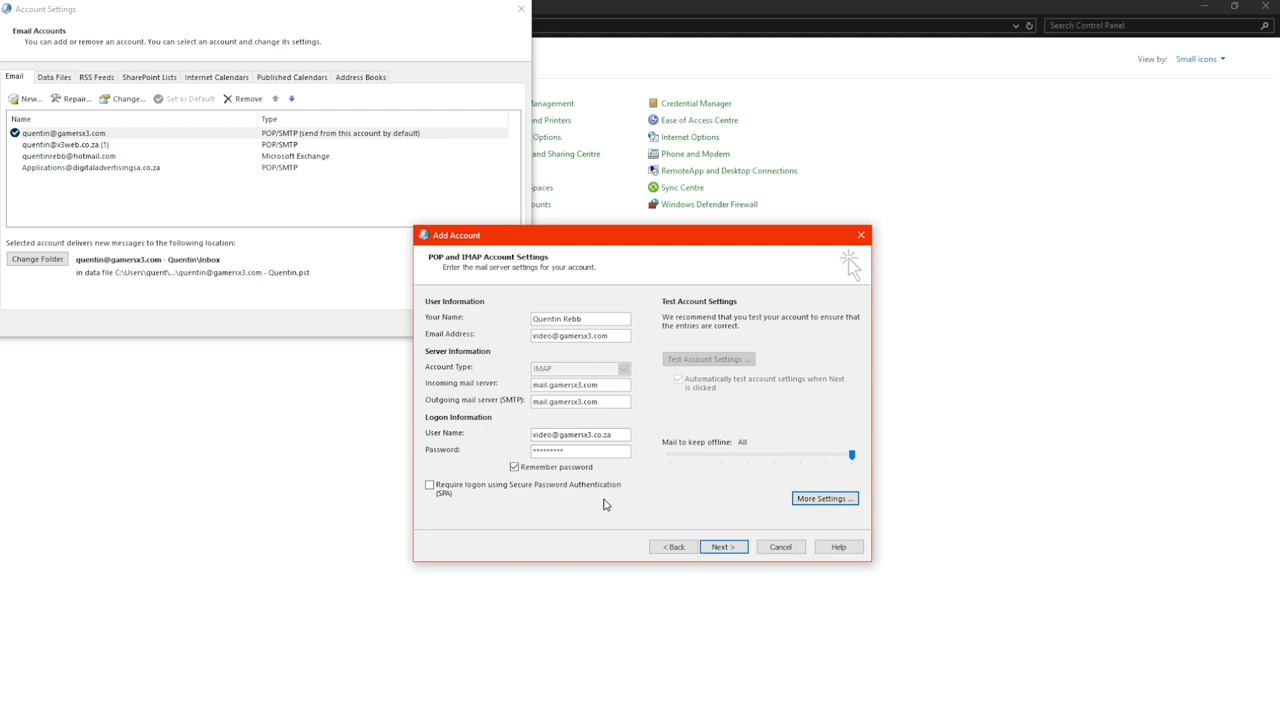 Account Settings
Email Accounts
You can add or remove an account. You can select an account and change its settings.
Email Data Files RSS Feeds SharePoint Lists Internet Calendars Published Calendars Address Books
New... Repair... Change... Set as Default Remove
Name Type
quentin@gamersx3.com POP/SMTP (send from this account by default)
quentin@x3web.co.za (1) POP/SMTP
quentinrebb@hotmail.com Microsoft Exchange
Applications@digitaladvertisingsa.co.za POP/SMTP
Selected account delivers new messages to the following location:
Change Folder quentin@gamersx3.com - Quentin\Inbox
in data file C:\Users\quent\...\quentin@gamersx3.com - Quentin.pst
Search Control Panel
View by: Small icons
Credential Manager
and Printers Ease of Access Centre
Options Internet Options
and Sharing Centre Phone and Modem
RemoteApp and Desktop Connections
Sync Centre
Windows Defender Firewall
Add Account
POP and IMAP Account Settings
Enter the mail server settings for your account.
User Information
Your Name: Quentin Rebb
Email Address: video@gamersx3.com
Server Information
Account Type: IMAP
Incoming mail server: mail.gamersx3.com
Outgoing mail server (SMTP): mail.gamersx3.com
Logon Information
User Name: video@gamersx3.co.za
Password: *********
Remember password
Require logon using Secure Password Authentication
(SPA)
Test Account Settings
We recommend that you test your account to ensure that
the entries are correct.
Test Account Settings ...
Automatically test account settings when Next
is clicked
Mail to keep offline: All
More Settings ...
< Back Next > Cancel Help